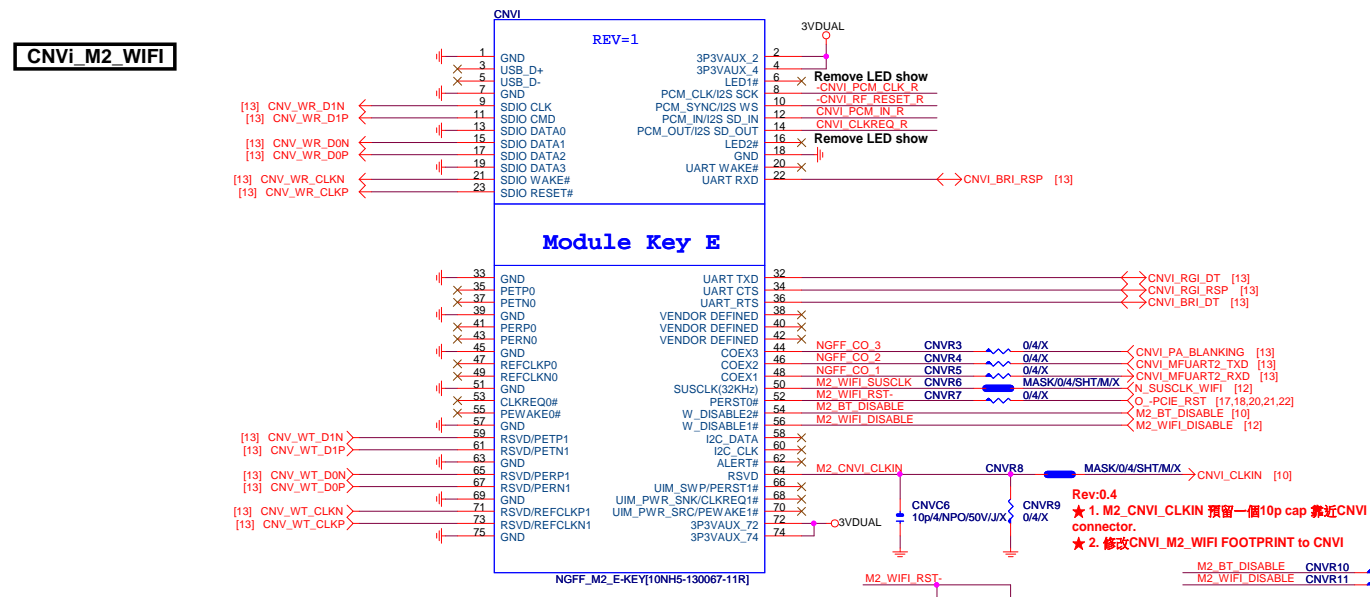 CNVi_M2_WIFI
CNVI
REV=1
3VDUAL
1 GND 3P3VAUX_2 2
3 USB_D+ 3P3VAUX_4 4
5 USB_D- LED1# 6 Remove LED show
7 GND PCM_CLK/I2S SCK 8 -CNVI_PCM_CLK_R
[13] CNV_WR_D1N 9 SDIO CLK PCM_SYNC/I2S WS 10 -CNVI_RF_RESET_R
[13] CNV_WR_D1P 11 SDIO CMD PCM_IN/I2S SD_IN 12 CNVI_PCM_IN_R
13 SDIO DATA0 PCM_OUT/I2S SD_OUT 14 CNVI_CLKREQ_R
[13] CNV_WR_D0N 15 SDIO DATA1 LED2# 16 Remove LED show
[13] CNV_WR_D0P 17 SDIO DATA2 GND 18
19 SDIO DATA3 UART WAKE# 20
[13] CNV_WR_CLKN 21 SDIO WAKE# UART RXD 22 CNVI_BRI_RSP [13]
[13] CNV_WR_CLKP 23 SDIO RESET#
Module Key E
33 GND UART TXD 32 CNVI_RGI_DT [13]
35 PETP0 UART CTS 34 CNVI_RGI_RSP [13]
37 PETN0 UART_RTS 36 CNVI_BRI_DT [13]
39 GND VENDOR DEFINED 38
41 PERP0 VENDOR DEFINED 40
43 PERN0 VENDOR DEFINED 42
45 GND COEX3 44 NGFF_CO_3 CNVR3 0/4/X CNVI_PA_BLANKING [13]
47 REFCLKP0 COEX2 46 NGFF_CO_2 CNVR4 0/4/X CNVI_MFUART2_TXD [13]
49 REFCLKN0 COEX1 48 NGFF_CO_1 CNVR5 0/4/X CNVI_MFUART2_RXD [13]
51 GND SUSCLK(32KHz) 50 M2_WIFI_SUSCLK CNVR6 MASK/0/4/SHT/M/X N_SUSCLK_WIFI [12]
53 CLKREQ0# PERST0# 52 M2_WIFI_RST- CNVR7 0/4/X O_-PCIE_RST [17,18,20,21,22]
55 PEWAKE0# W_DISABLE2# 54 M2_BT_DISABLE M2_BT_DISABLE [10]
57 GND W_DISABLE1# 56 M2_WIFI_DISABLE M2_WIFI_DISABLE [12]
[13] CNV_WT_D1N 59 RSVD/PETP1 I2C_DATA 58
[13] CNV_WT_D1P 61 RSVD/PETN1 I2C_CLK 60
63 GND ALERT# 62
[13] CNV_WT_D0N 65 RSVD/PERP1 RSVD 64 M2_CNVI_CLKIN CNVR8 MASK/0/4/SHT/M/X CNVI_CLKIN [10]
[13] CNV_WT_D0P 67 RSVD/PERN1 UIM_SWP/PERST1# 66
69 GND UIM_PWR_SNK/CLKREQ1# 68
[13] CNV_WT_CLKN 71 RSVD/REFCLKP1 UIM_PWR_SRC/PEWAKE1# 70
[13] CNV_WT_CLKP 73 RSVD/REFCLKN1 3P3VAUX_72 72 3VDUAL
75 GND 3P3VAUX_74 74
NGFF_M2_E-KEY[10NH5-130067-11R]
CNVC6
10p/4/NPO/50V/J/X
CNVR9
0/4/X
Rev:0.4
★ 1. M2_CNVI_CLKIN 預留一個10p cap 靠近CNVI
connector.
★ 2. 修改CNVI_M2_WIFI FOOTPRINT to CNVI
M2_WIFI_RST-
M2_BT_DISABLE CNVR10
M2_WIFI_DISABLE CNVR11